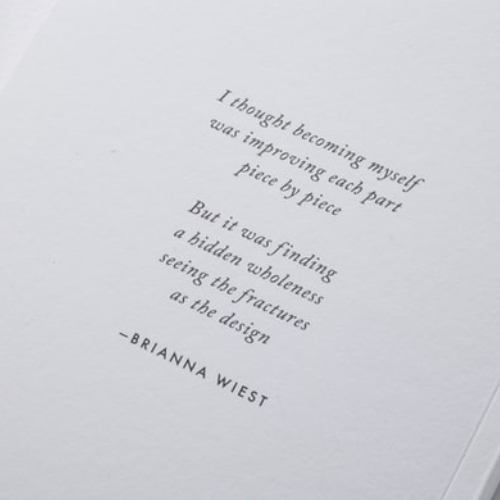 I thought becoming myself
was improving each part
piece by piece
But it was finding
a hidden wholeness
seeing the fractures
as the design
—BRIANNA WIEST